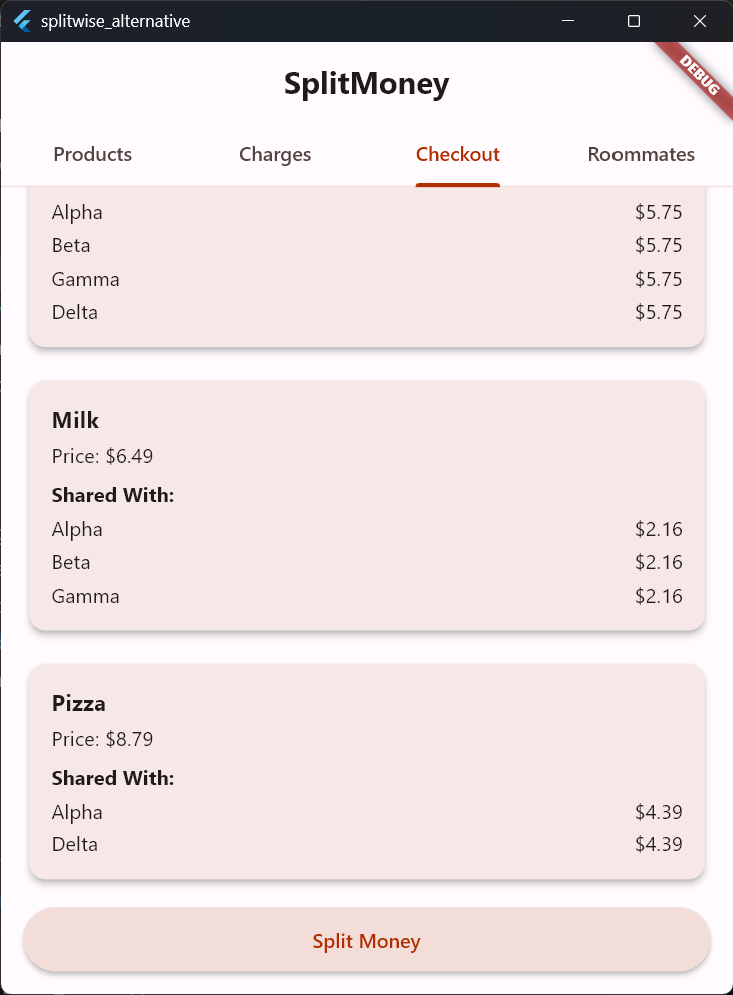 splitwise_alternative
DEBUG
SplitMoney
Products Charges Checkout Roommates
Alpha $5.75
Beta $5.75
Gamma $5.75
Delta $5.75
Milk
Price: $6.49
Shared With:
Alpha $2.16
Beta $2.16
Gamma $2.16
Pizza
Price: $8.79
Shared With:
Alpha $4.39
Delta $4.39
Split Money